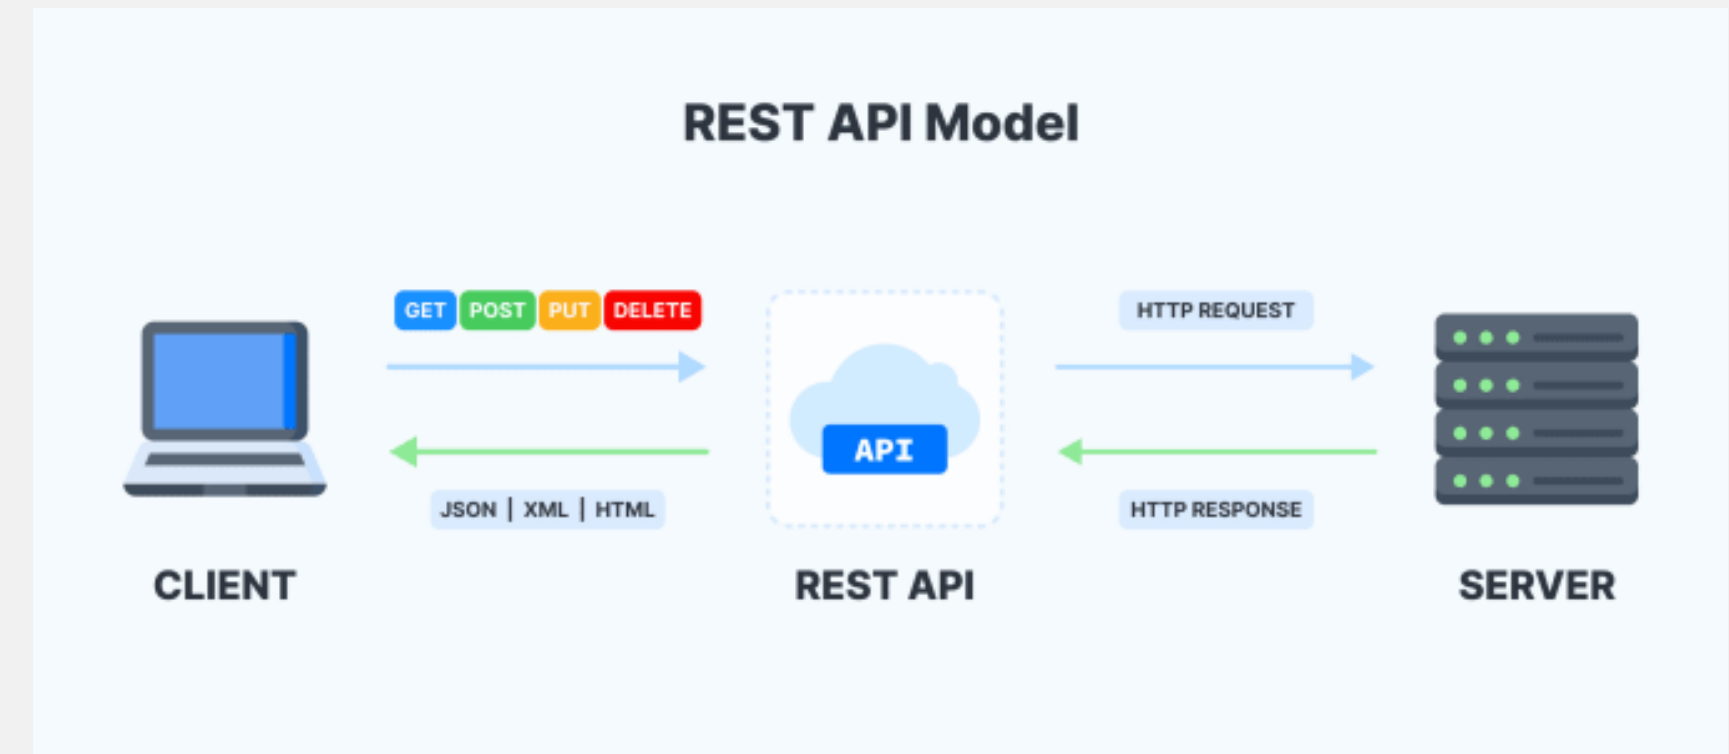 REST API Model
GET POST PUT DELETE
HTTP REQUEST
API
JSON | XML | HTML
HTTP RESPONSE
CLIENT
REST API
SERVER